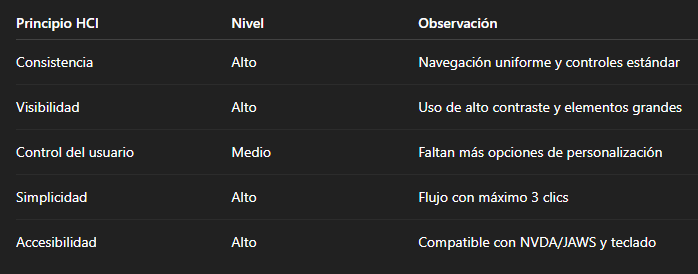 Principio HCI Nivel Observación
Consistencia Alto Navegación uniforme y controles estándar
Visibilidad Alto Uso de alto contraste y elementos grandes
Control del usuario Medio Faltan más opciones de personalización
Simplicidad Alto Flujo con máximo 3 clics
Accesibilidad Alto Compatible con NVDA/JAWS y teclado